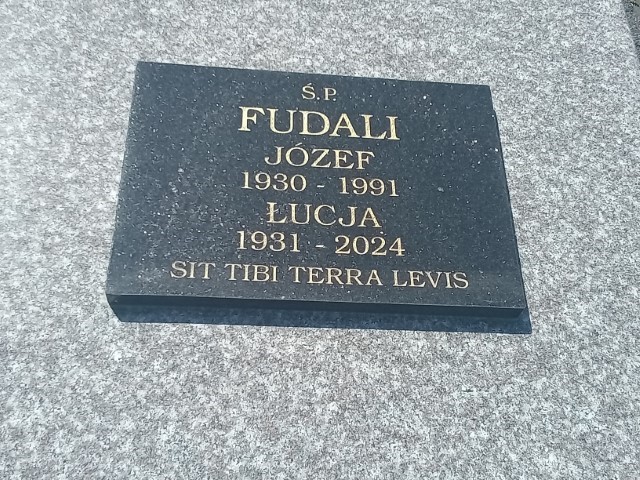 Ś.P.
FUDALI
JÓZEF
1930 - 1991
ŁUCJA
1931 - 2024
SIT TIBI TERRA LEVIS